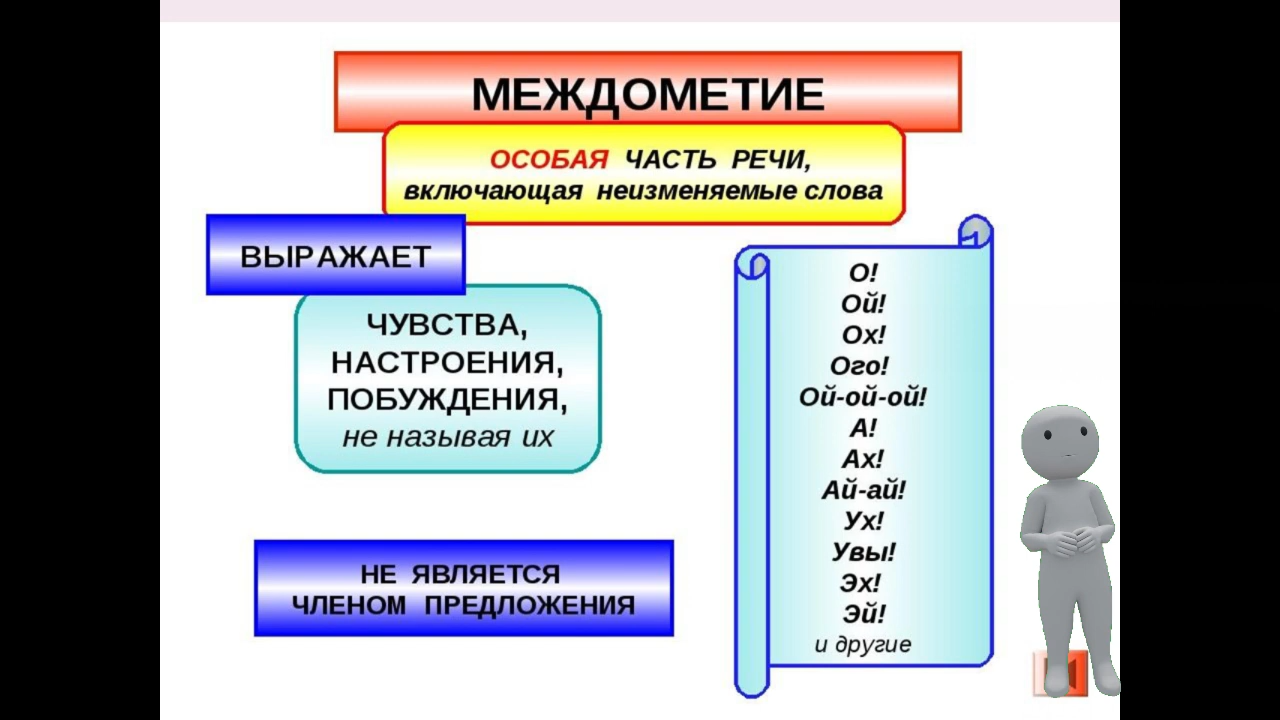 МЕЖДОМЕТИЕ
ОСОБАЯ ЧАСТЬ РЕЧИ,
включающая неизменяемые слова
ВЫРАЖАЕТ
ЧУВСТВА,
НАСТРОЕНИЯ,
ПОБУЖДЕНИЯ,
не называя их
НЕ ЯВЛЯЕТСЯ
ЧЛЕНОМ ПРЕДЛОЖЕНИЯ
О!
Ой!
Ох!
Ого!
Ой-ой-ой!
А!
Ах!
Ай-ай!
Ух!
Увы!
Эх!
Эй!
и другие